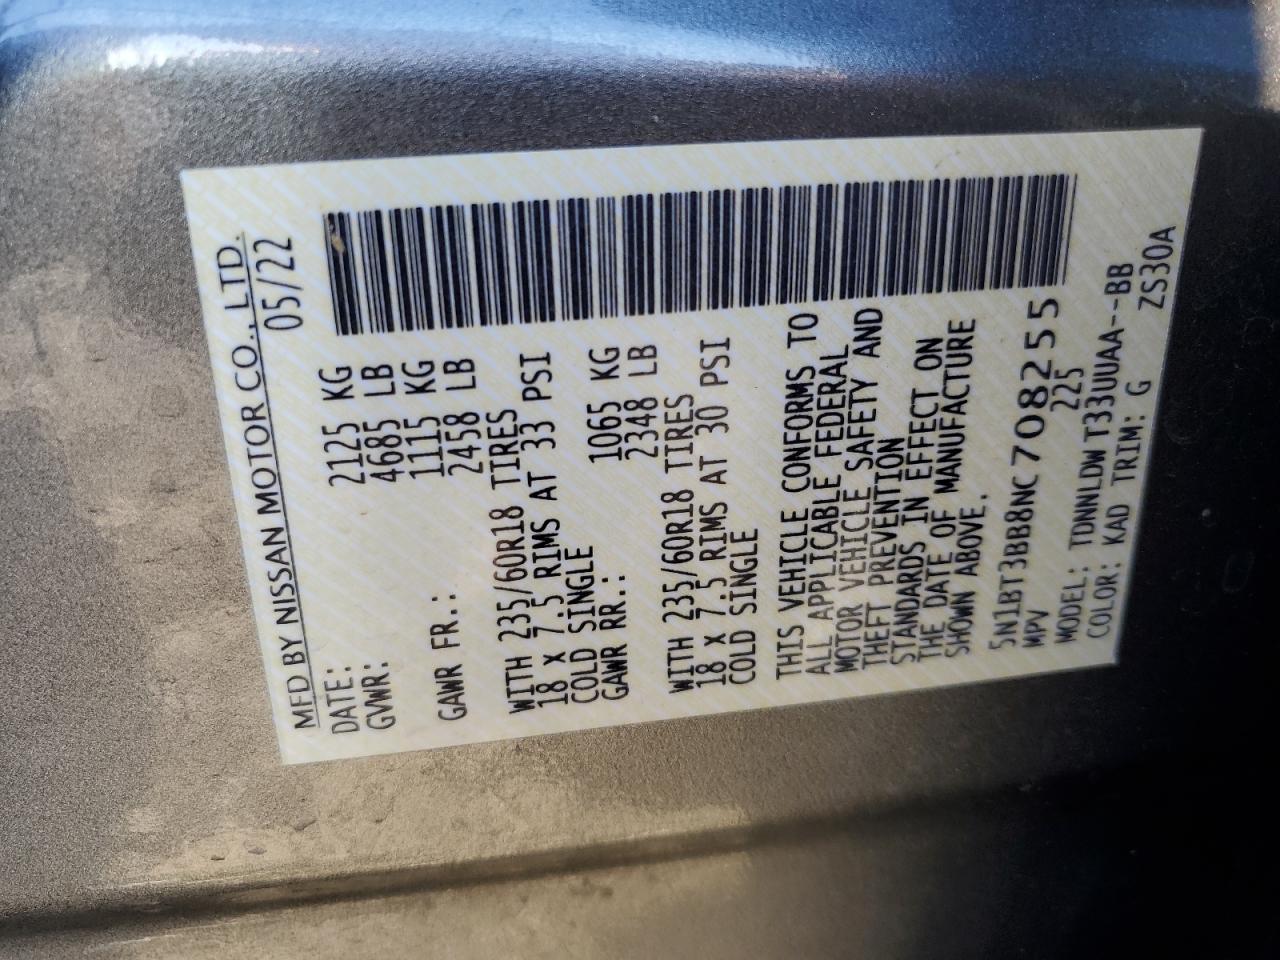 MFD BY NISSAN MOTOR CO., LTD.
DATE: 05/22
GVWR: 2125 KG
4685 LB
1115 KG
GAWR FR.: 2458 LB
WITH 235/60R18 TIRES
18 X 7.5 RIMS AT 33 PSI
COLD SINGLE
GAWR RR.: 1065 KG
2348 LB
WITH 235/60R18 TIRES
18 X 7.5 RIMS AT 30 PSI
COLD SINGLE
THIS VEHICLE CONFORMS TO
ALL APPLICABLE FEDERAL
MOTOR VEHICLE SAFETY AND
THEFT PREVENTION
STANDARDS IN EFFECT ON
THE DATE OF MANUFACTURE
SHOWN ABOVE.
5N1BT3BB8NC708255
MPV 225
MODEL: TDNNLDWT33UUAA--BB
COLOR: KAD TRIM: G ZS30A